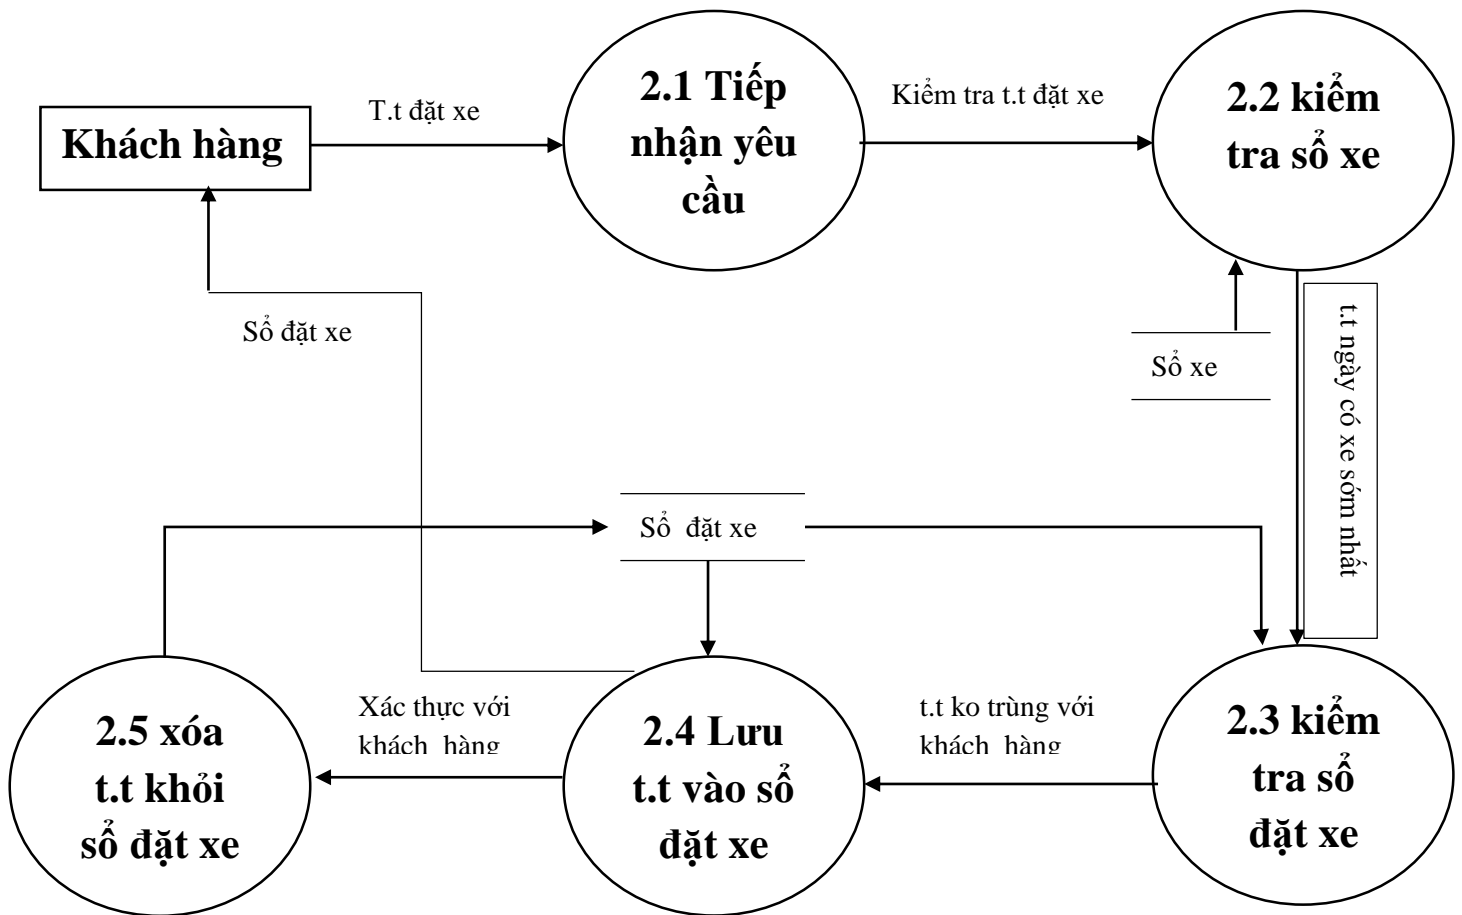 2.1 Tiếp
nhận yêu
cầu
2.2 kiểm
tra sổ xe
Khách hàng
T.t đặt xe
Kiểm tra t.t đặt xe
Sổ đặt xe
Sổ xe
t.t ngày có xe sớm nhất
Sổ đặt xe
2.5 xóa
t.t khỏi
sổ đặt xe
Xác thực với
khách hàng
2.4 Lưu
t.t vào sổ
đặt xe
t.t ko trùng với
khách hàng
2.3 kiểm
tra sổ
đặt xe